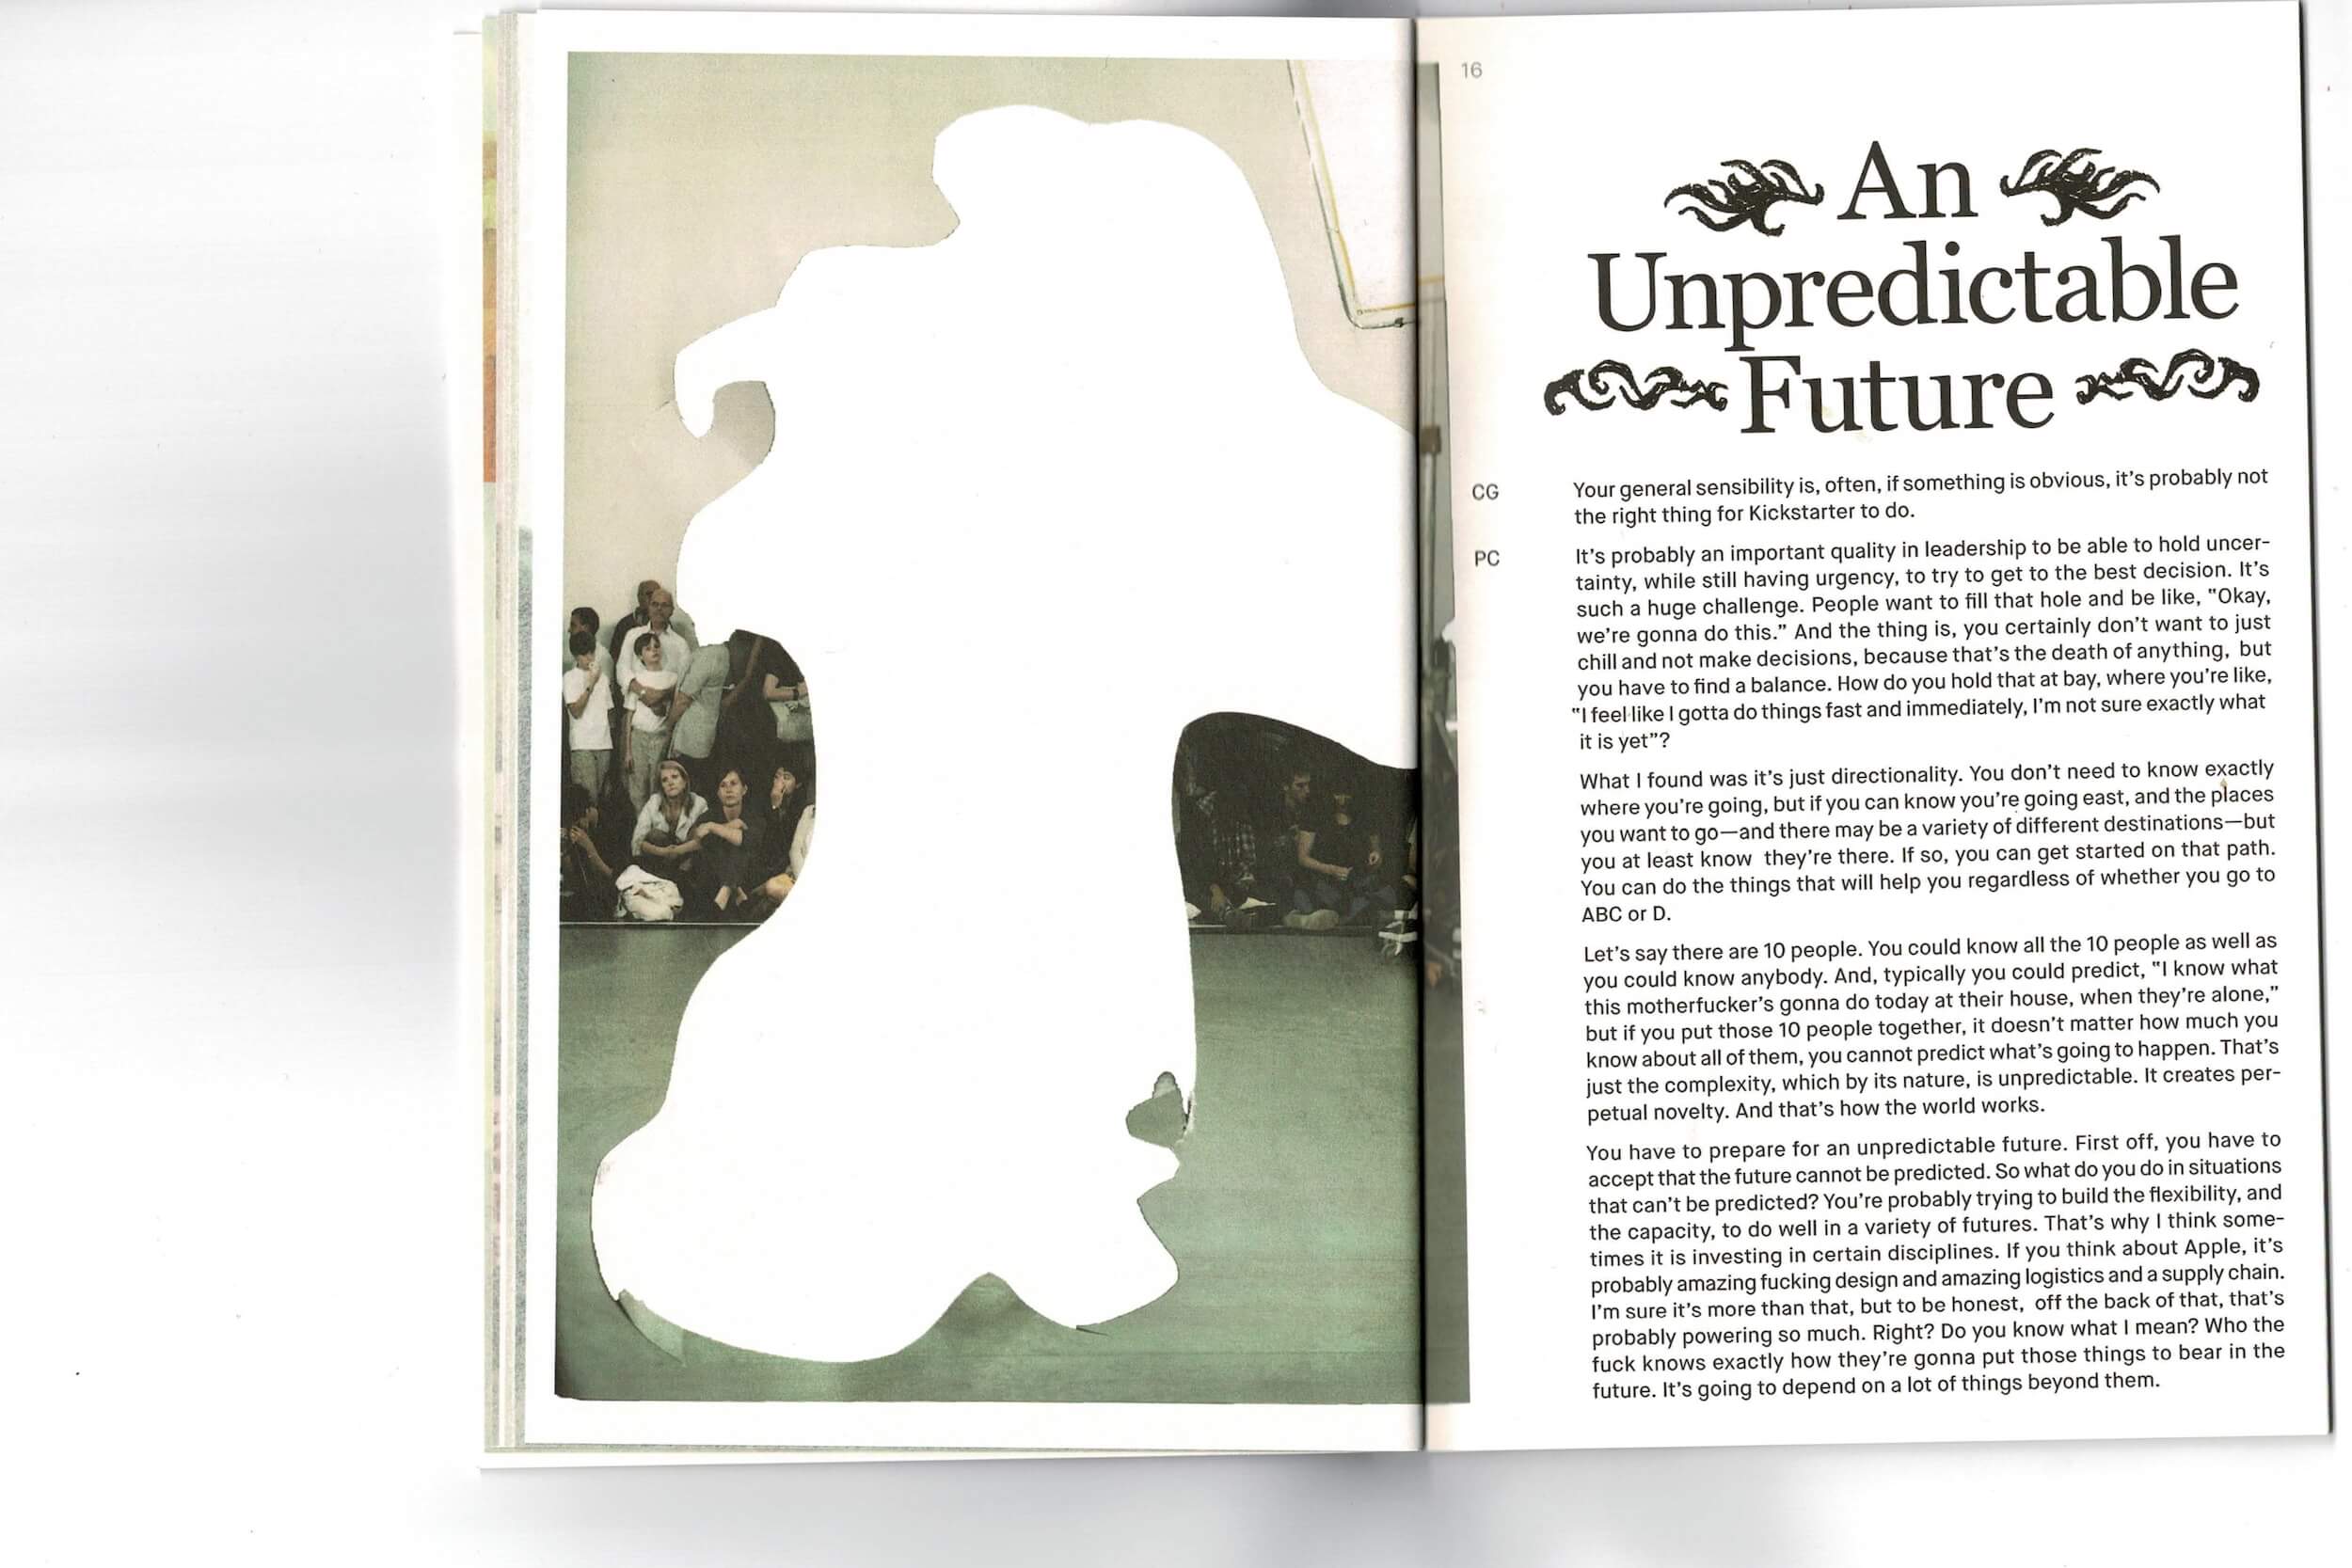 16
An
Unpredictable
Future
CG
Your general sensibility is, often, if something is obvious, it's probably not
the right thing for Kickstarter to do.
PC
It's probably an important quality in leadership to be able to hold uncer-
tainty, while still having urgency, to try to get to the best decision. It's
such a huge challenge. People want to fill that hole and be like, "Okay,
we're gonna do this." And the thing is, you certainly don't want to just
chill and not make decisions, because that's the death of anything, but
you have to find a balance. How do you hold that at bay, where you're like,
"I feel like I gotta do things fast and immediately, I'm not sure exactly what
it is yet"?
What I found was it's just directionality. You don't need to know exactly
where you're going, but if you can know you're going east, and the places
you want to go—and there may be a variety of different destinations—but
you at least know they're there. If so, you can get started on that path.
You can do the things that will help you regardless of whether you go to
ABC or D.
Let's say there are 10 people. You could know all the 10 people as well as
you could know anybody. And, typically you could predict, "I know what
this motherfucker's gonna do today at their house, when they're alone,"
but if you put those 10 people together, it doesn't matter how much you
know about all of them, you cannot predict what's going to happen. That's
just the complexity, which by its nature, is unpredictable. It creates per-
petual novelty. And that's how the world works.
You have to prepare for an unpredictable future. First off, you have to
accept that the future cannot be predicted. So what do you do in situations
that can't be predicted? You're probably trying to build the flexibility, and
the capacity, to do well in a variety of futures. That's why I think some-
times it is investing in certain disciplines. If you think about Apple, it's
probably amazing fucking design and amazing logistics and a supply chain.
I'm sure it's more than that, but to be honest, off the back of that, that's
probably powering so much. Right? Do you know what I mean? Who the
fuck knows exactly how they're gonna put those things to bear in the
future. It's going to depend on a lot of things beyond them.